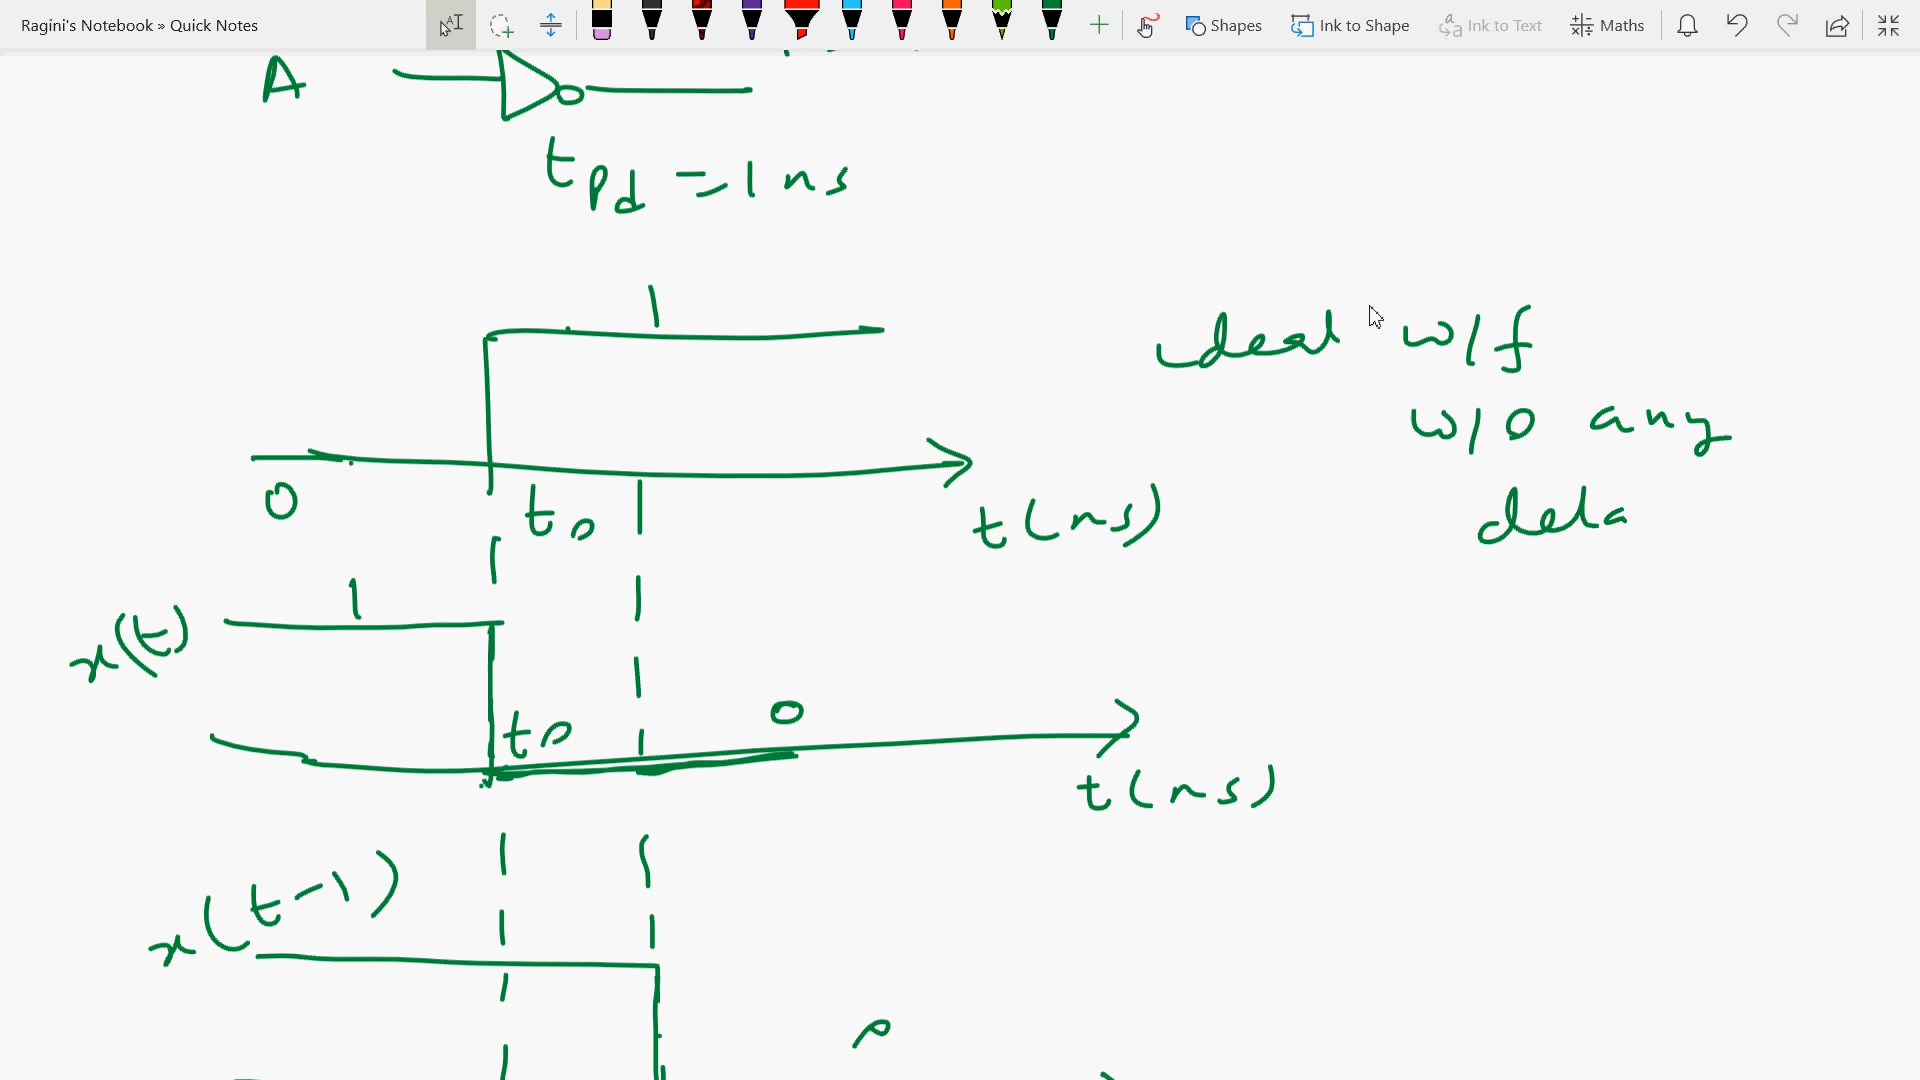 Ragini's Notebook » Quick Notes
Shapes
Ink to Shape
Ink to Text
Maths
A
tpd = 1 ns
1
ideal w/f
w/o any
dela
0
t0
t(ns)
1
x(t)
t0
0
t(ns)
x(t-1)
0